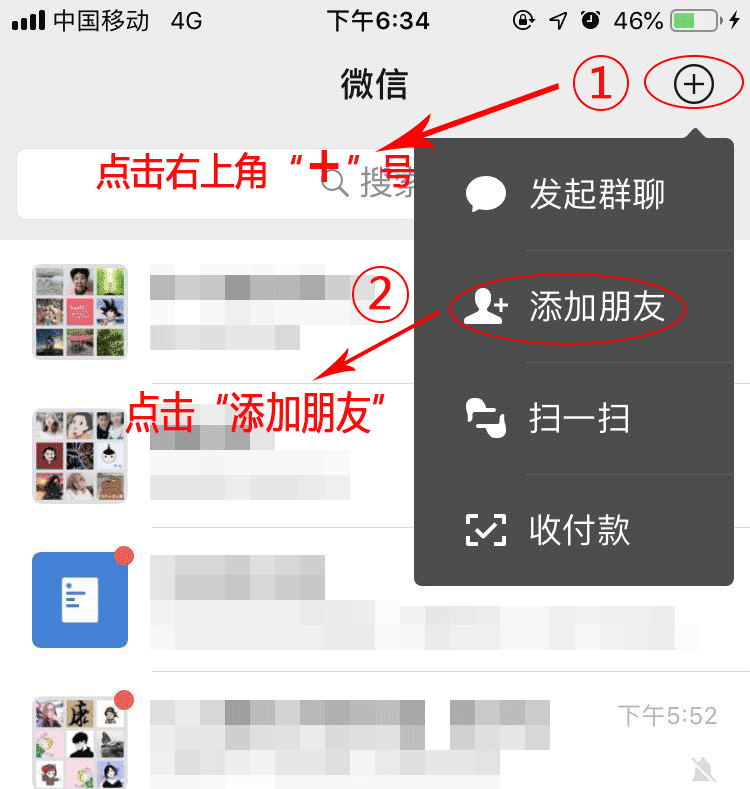 中国移动 4G 下午6:34 46%
微信
①
点击右上角“+”号
搜索
发起群聊
②
添加朋友
点击“添加朋友”
扫一扫
收付款
康
下午5:52